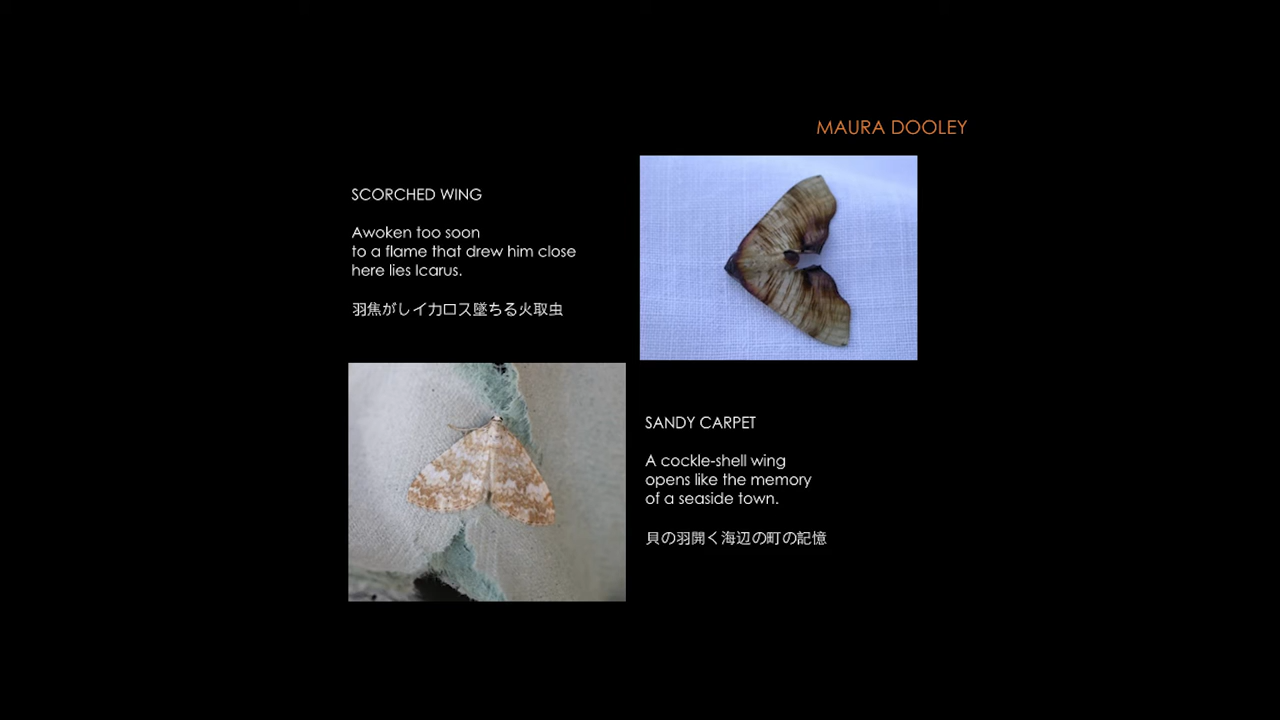 MAURA DOOLEY
SCORCHED WING
Awoken too soon
to a flame that drew him close
here lies Icarus.
羽焦がしイカロス墜ちる火取虫
SANDY CARPET
A cockle-shell wing
opens like the memory
of a seaside town.
貝の羽開く海辺の町の記憶